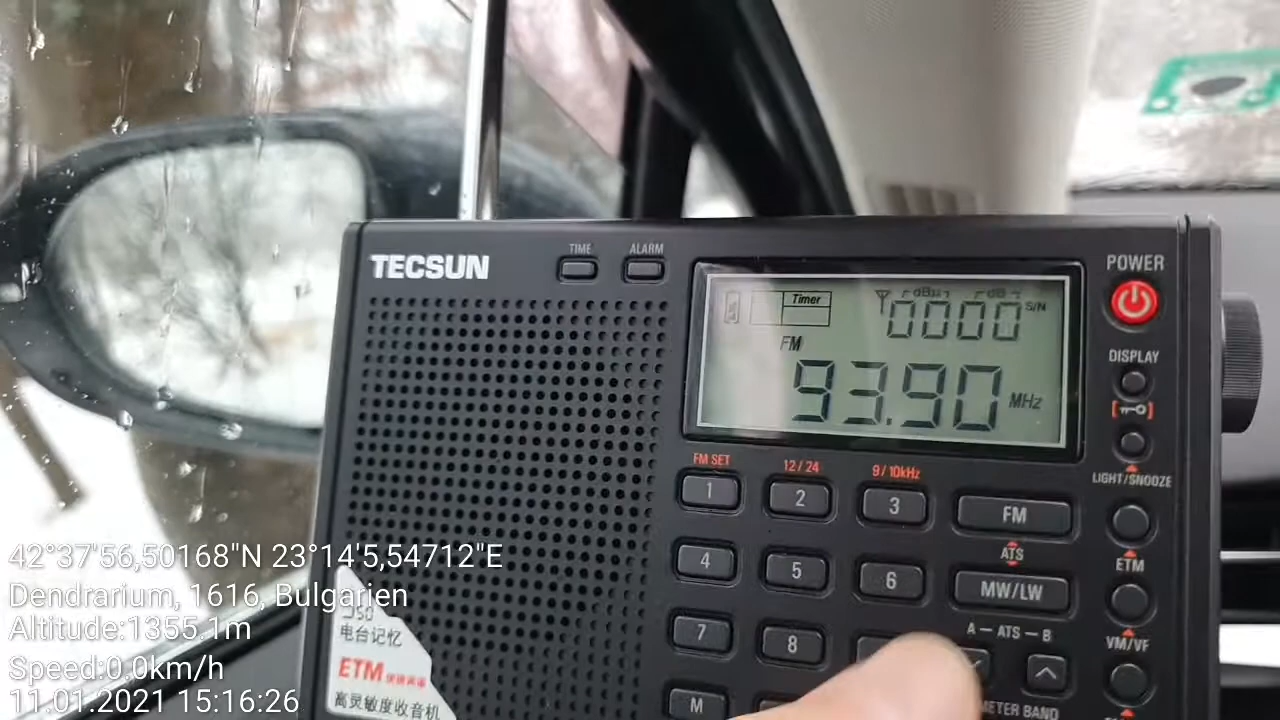 TECSUN
TIME
ALARM
POWER
Timer
dBµ
dB
S/N
0000
FM
93.90 MHz
DISPLAY
LIGHT/SNOOZE
FM SET
12/24
9/10kHz
1
2
3
FM
ATS
ETM
4
5
6
MW/LW
A — ATS — B
VM/VF
7
8
M
METER BAND
电台记忆
ETM
高灵敏度收音机
42°37'56,50168"N 23°14'5,54712"E
Dendrarium, 1616, Bulgarien
Altitude:1355.1m
Speed:0.0km/h
11.01.2021 15:16:26